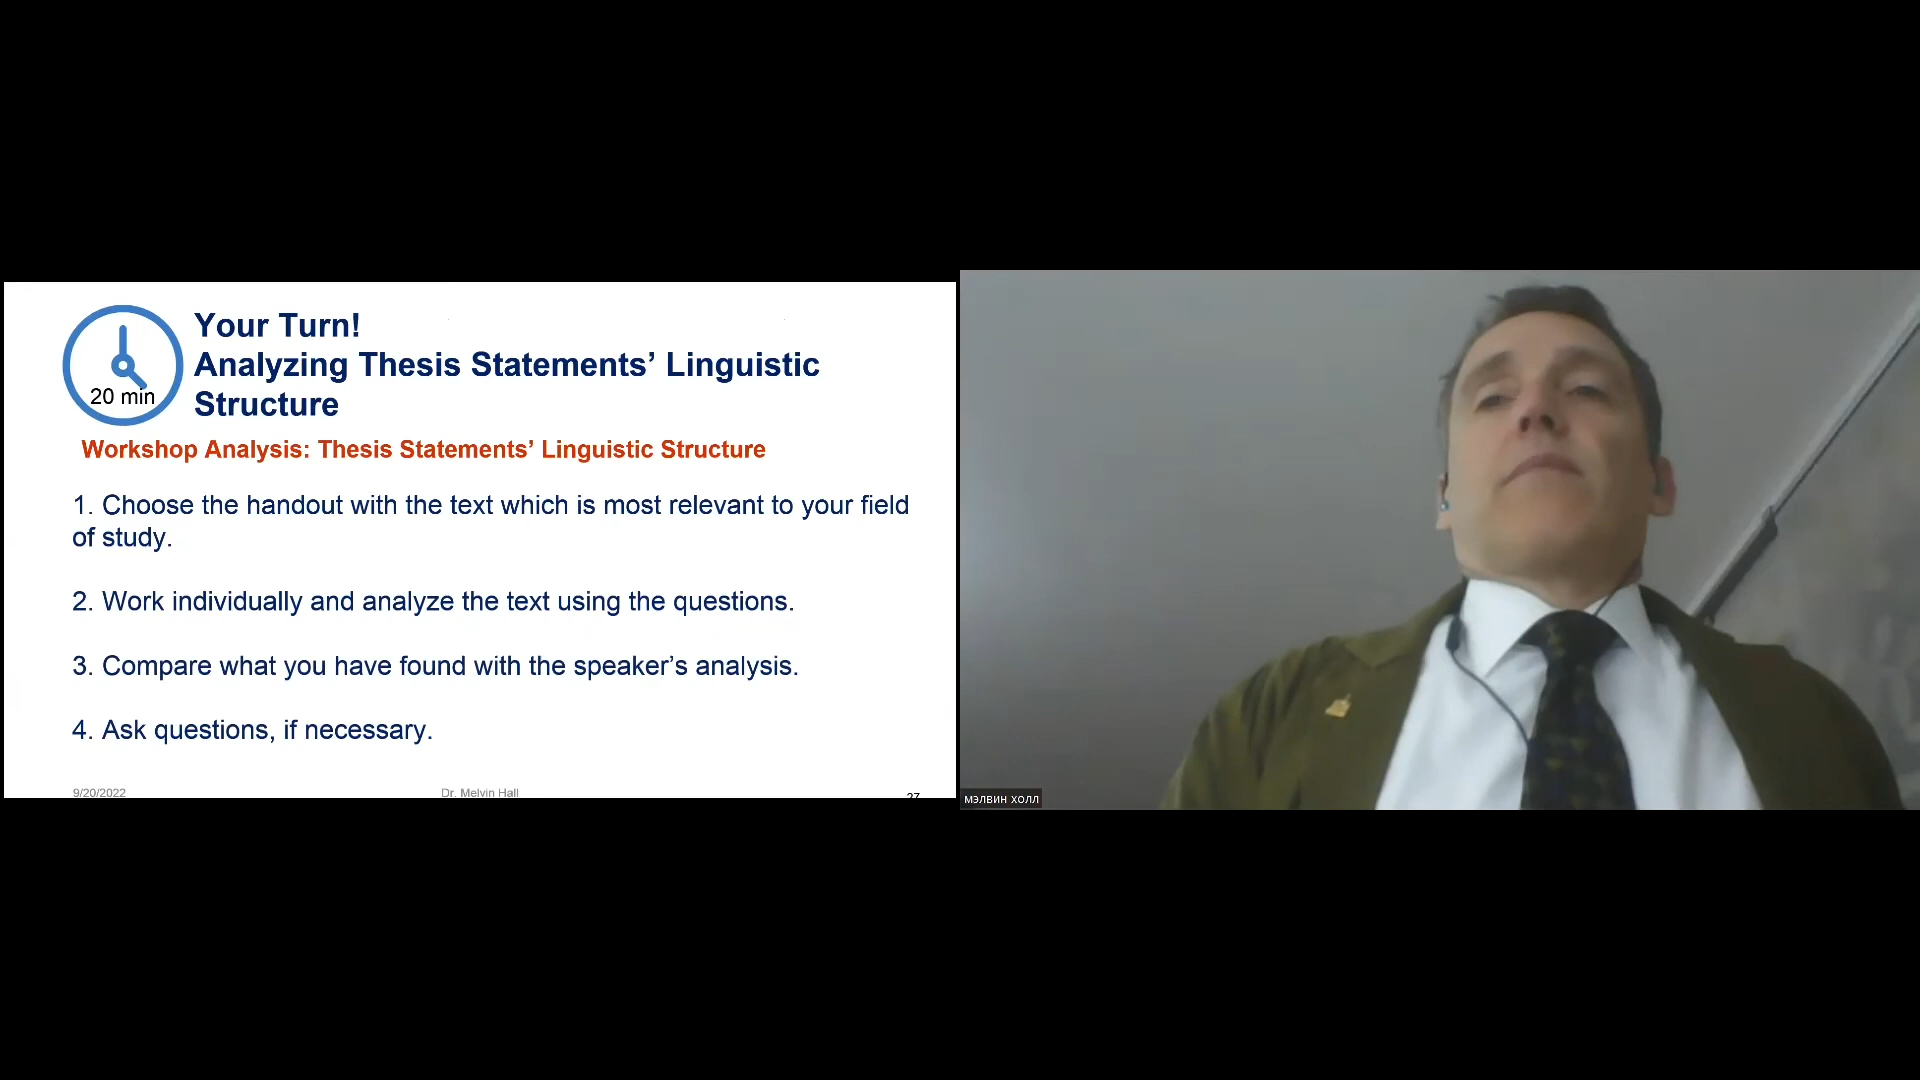 Your Turn!
Analyzing Thesis Statements’ Linguistic
Structure
20 min
Workshop Analysis: Thesis Statements’ Linguistic Structure
1. Choose the handout with the text which is most relevant to your field
of study.
2. Work individually and analyze the text using the questions.
3. Compare what you have found with the speaker’s analysis.
4. Ask questions, if necessary.
9/20/2022
Dr. Melvin Hall
27
мэлвин холл